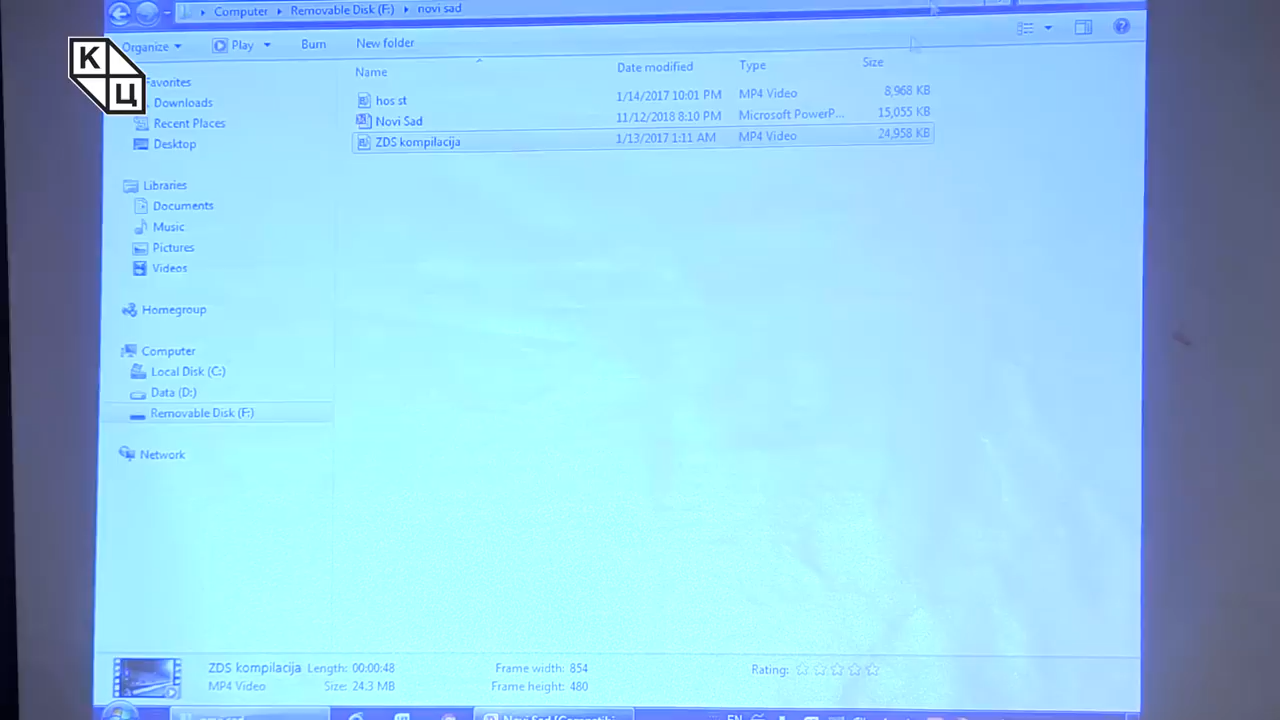 Computer ▸ Removable Disk (F:) ▸ novi sad
К
Ц
Organize Play Burn New folder
Name Date modified Type Size
hos st 1/14/2017 10:01 PM MP4 Video 8,968 KB
Novi Sad 11/12/2018 8:10 PM Microsoft PowerP... 15,055 KB
ZDS kompilacija 1/13/2017 1:11 AM MP4 Video 24,958 KB
Favorites
Downloads
Recent Places
Desktop
Libraries
Documents
Music
Pictures
Videos
Homegroup
Computer
Local Disk (C:)
Data (D:)
Removable Disk (F:)
Network
ZDS kompilacija Length: 00:00:48 Frame width: 854 Rating:
MP4 Video Size: 24.3 MB Frame height: 480
Novi Sad [Compatibi... EN